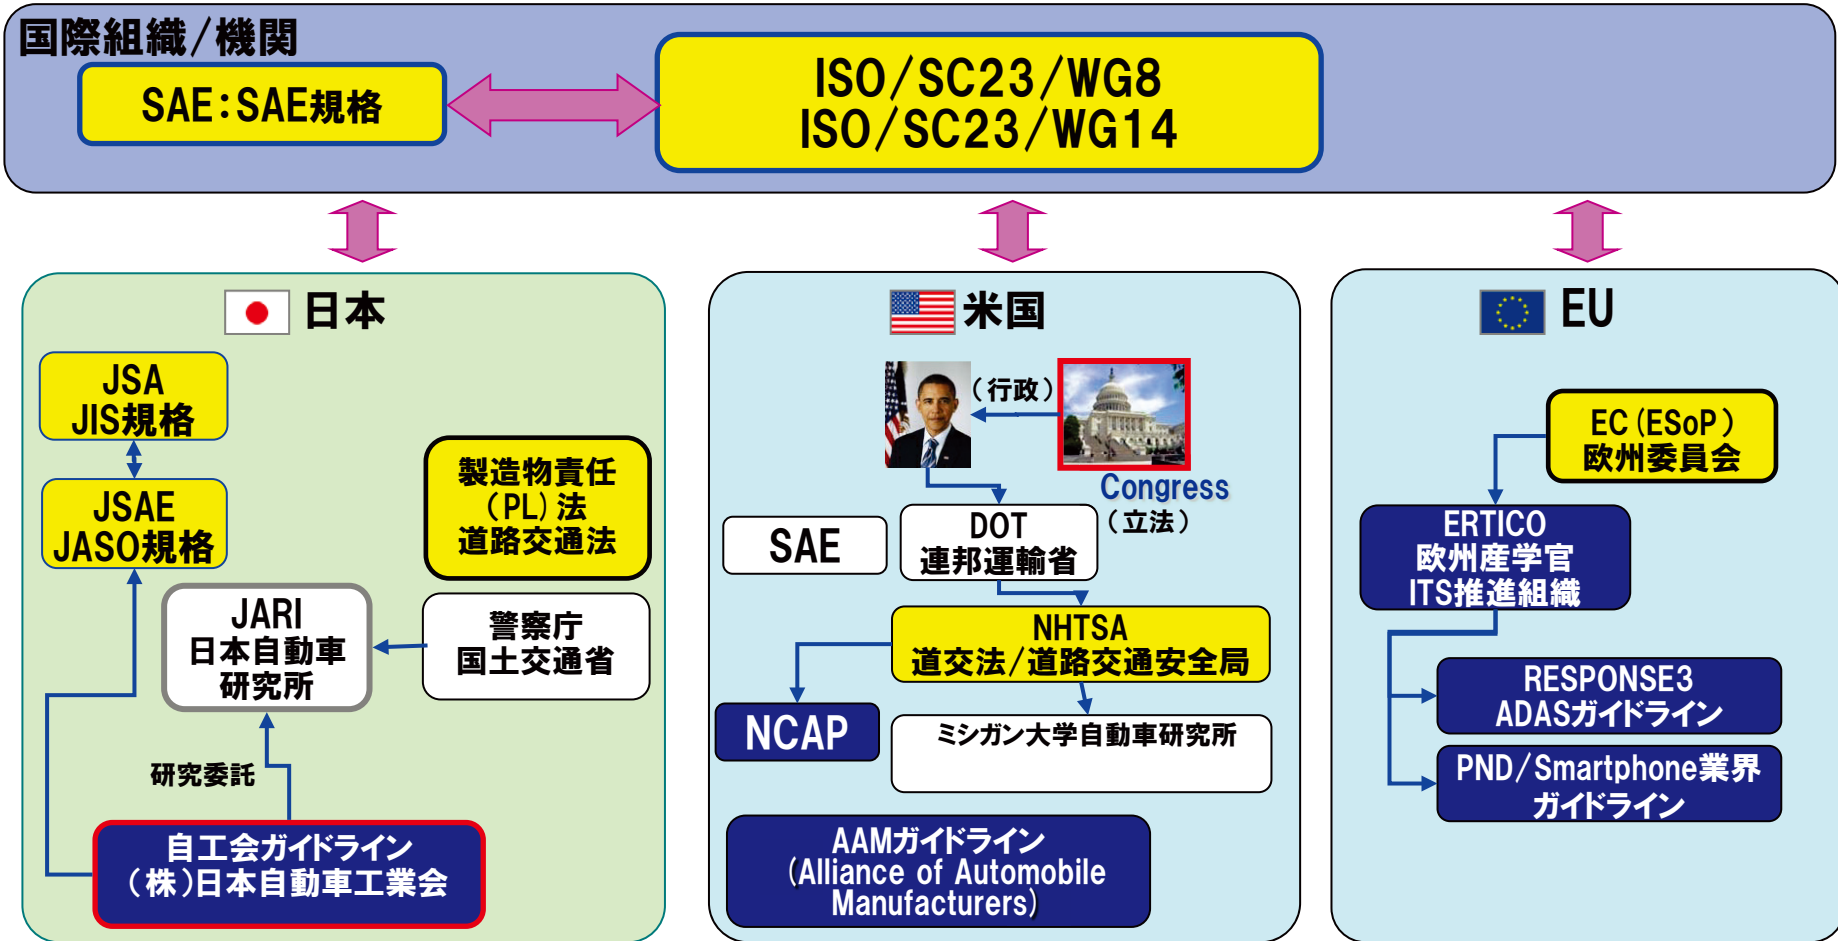 国際組織/機関
SAE:SAE規格
ISO/SC23/WG8
ISO/SC23/WG14
日本
JSA
JIS規格
JSAE
JASO規格
製造物責任
(PL)法
道路交通法
JARI
日本自動車
研究所
警察庁
国土交通省
研究委託
自工会ガイドライン
(株)日本自動車工業会
米国
(行政)
Congress
(立法)
SAE
DOT
連邦運輸省
NHTSA
道交法/道路交通安全局
NCAP
ミシガン大学自動車研究所
AAMガイドライン
(Alliance of Automobile
Manufacturers)
EU
EC(ESoP)
欧州委員会
ERTICO
欧州産学官
ITS推進組織
RESPONSE3
ADASガイドライン
PND/Smartphone業界
ガイドライン